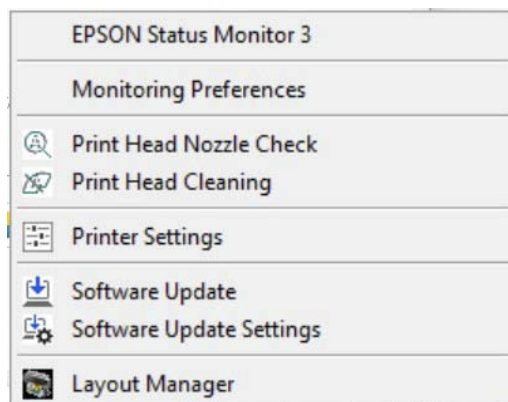 EPSON Status Monitor 3
Monitoring Preferences
Print Head Nozzle Check
Print Head Cleaning
Printer Settings
Software Update
Software Update Settings
Layout Manager